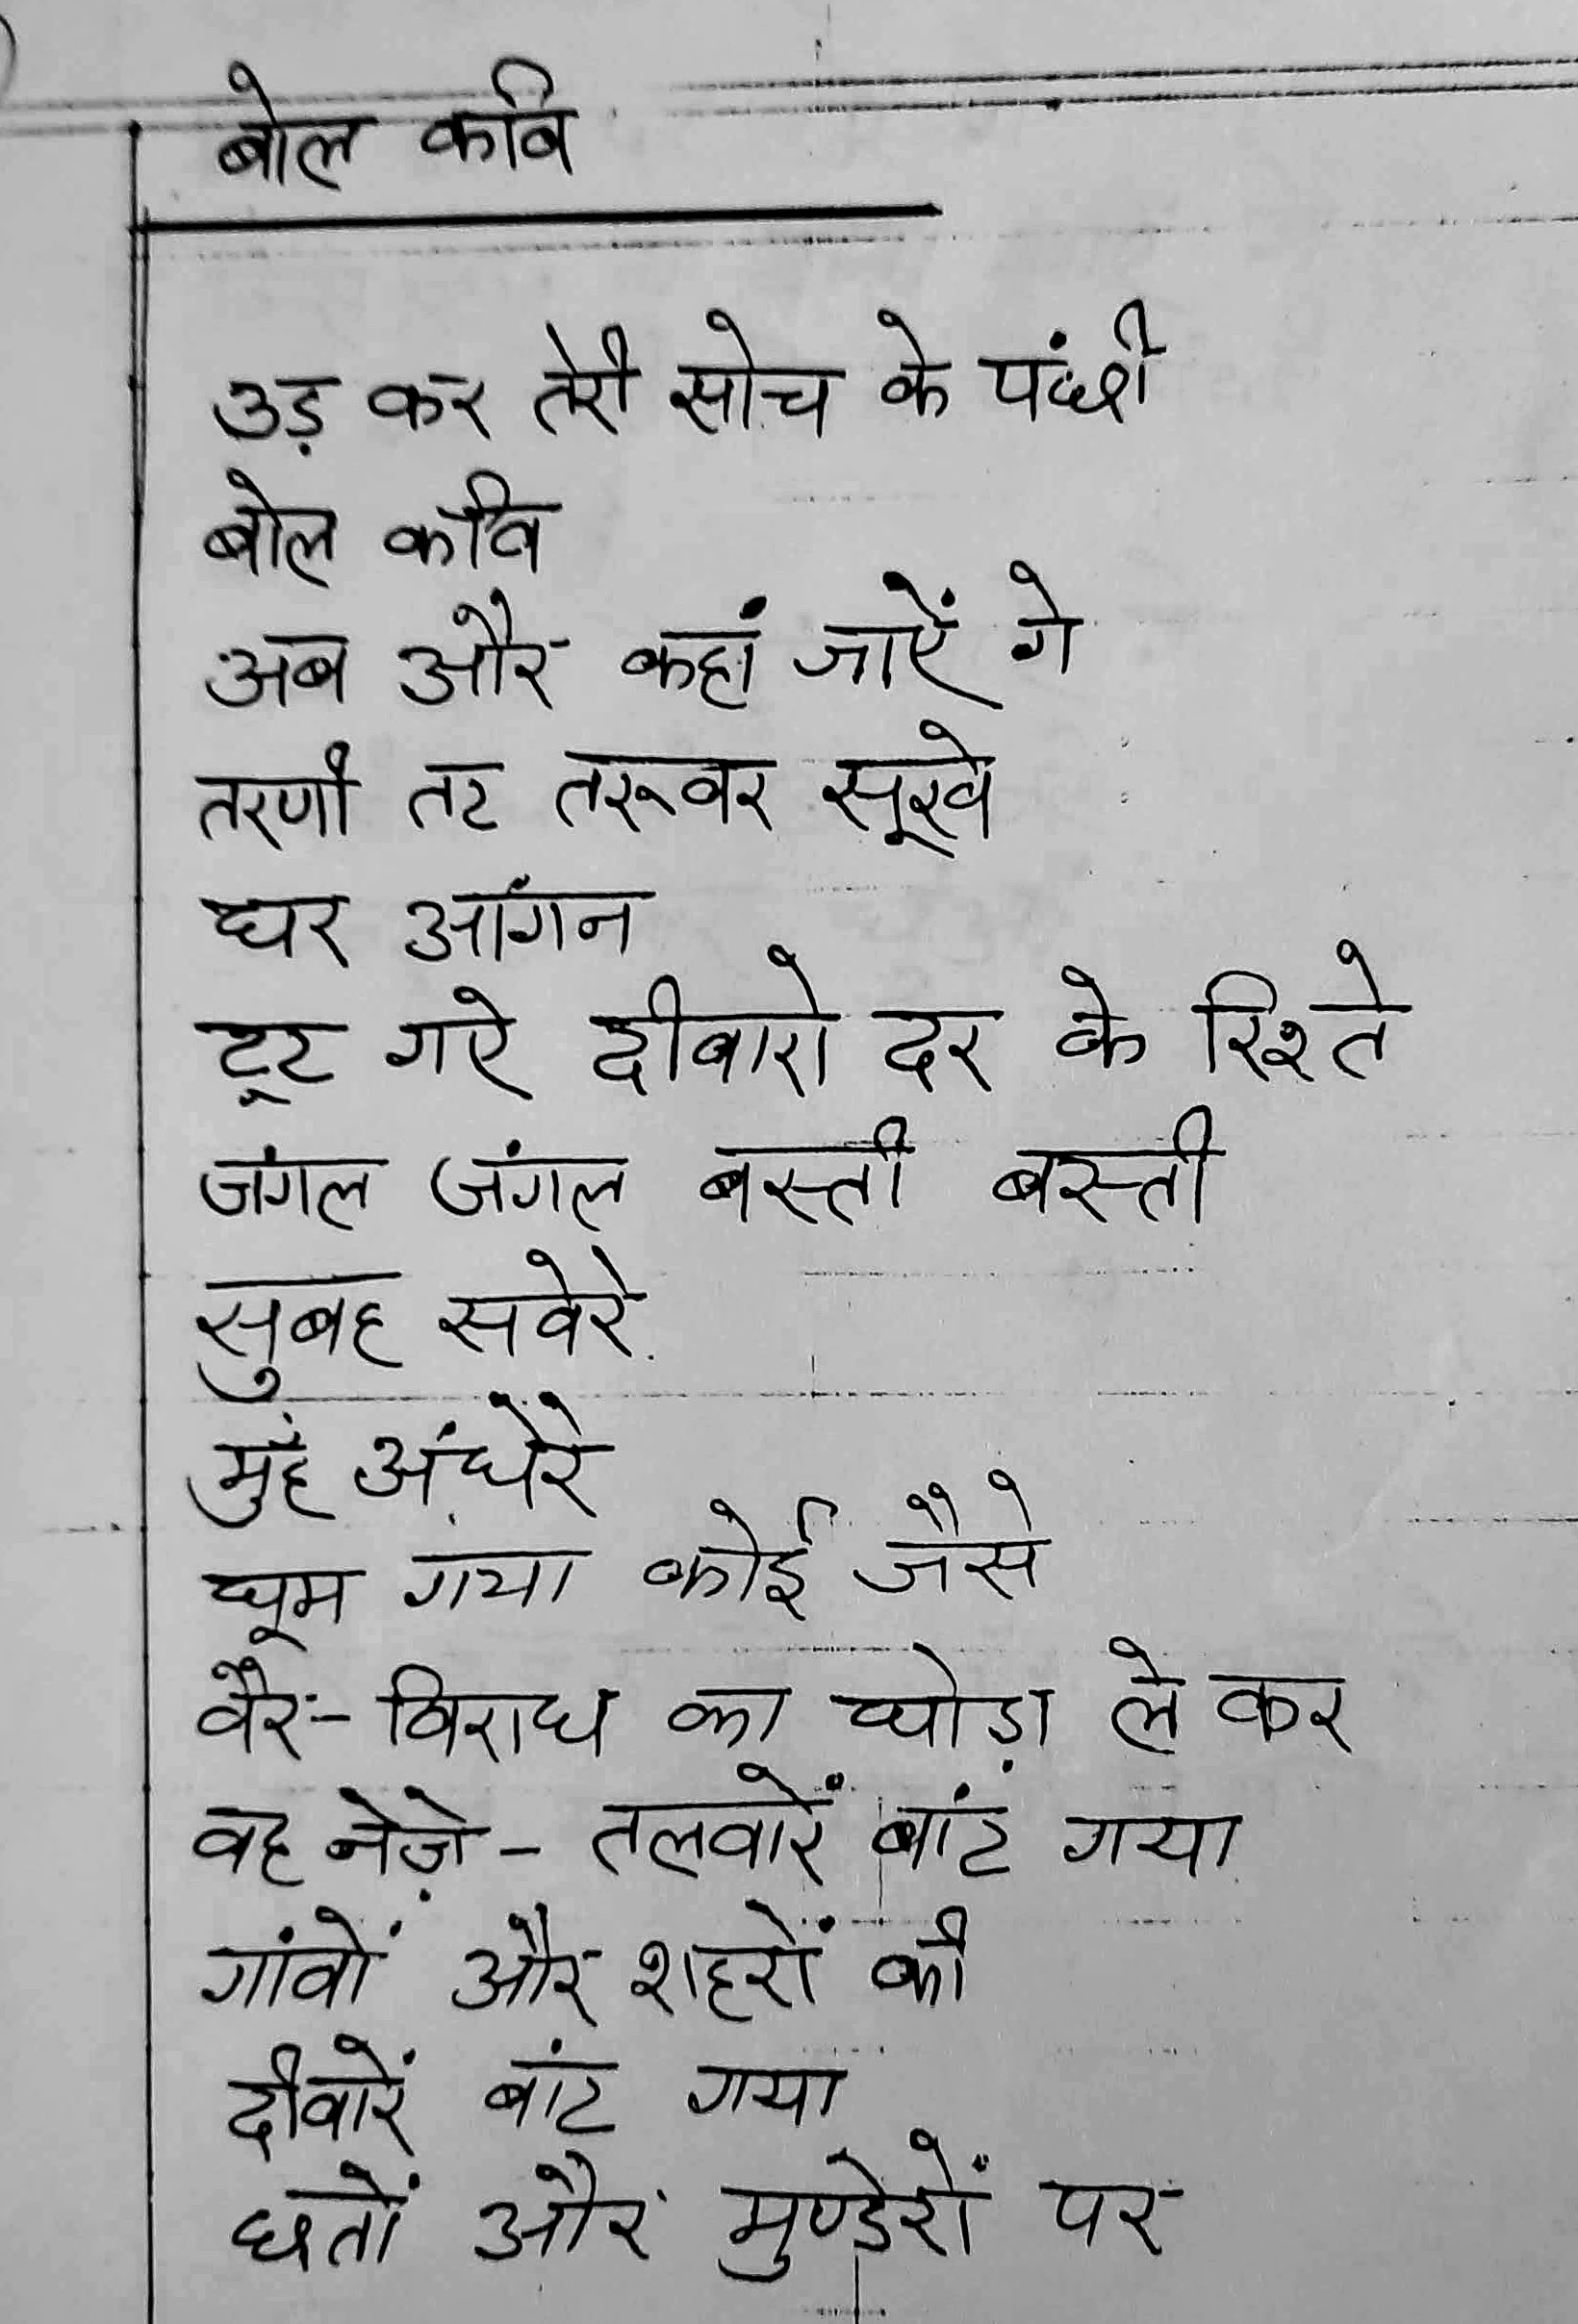 बोल कवि
उड़ कर तेरी सोच के पंछी
बोल कवि
अब और कहां जाएें गे
तरणी तट तरूवर सूखे
घर आंगन
टूट गऐ दीवारो दर के रिश्ते
जंगल जंगल बस्ती बस्ती
सुबह सवेरे
मुंह अंधेरे
घूम गया कोई जैसे
वैर-विराध का घोड़ा ले कर
वह नेज़े - तलवारें बांट गया
गांवों और शहरों की
दीवारें बांट गया
छतों और मुण्डेरों पर